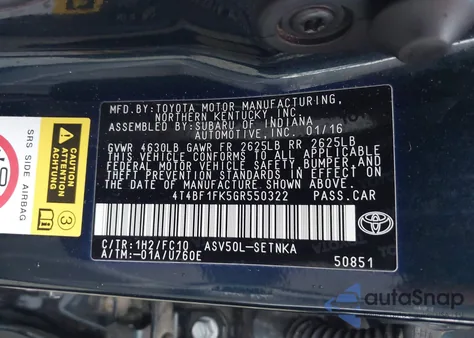 MFD.BY:TOYOTA MOTOR MANUFACTURING,
NORTHERN KENTUCKY, INC.
ASSEMBLED BY:SUBARU OF INDIANA
AUTOMOTIVE,INC. 01/16
GVWR 4630LB GAWR FR 2625LB RR 2625LB
THIS VEHICLE CONFORMS TO ALL APPLICABLE
FEDERAL MOTOR VEHICLE SAFETY, BUMPER, AND
THEFT PREVENTION STANDARDS IN EFFECT ON
THE DATE OF MANUFACTURE SHOWN ABOVE.
4T4BF1FK5GR550322 PASS.CAR
C/TR:1H2/FC10 ASV50L-SETNKA
A/TM:-01A/U760E
50851
TOYOTA
SRS SIDE AIRBAG
ATTENTION
ACHTUNG
3
autoSnap